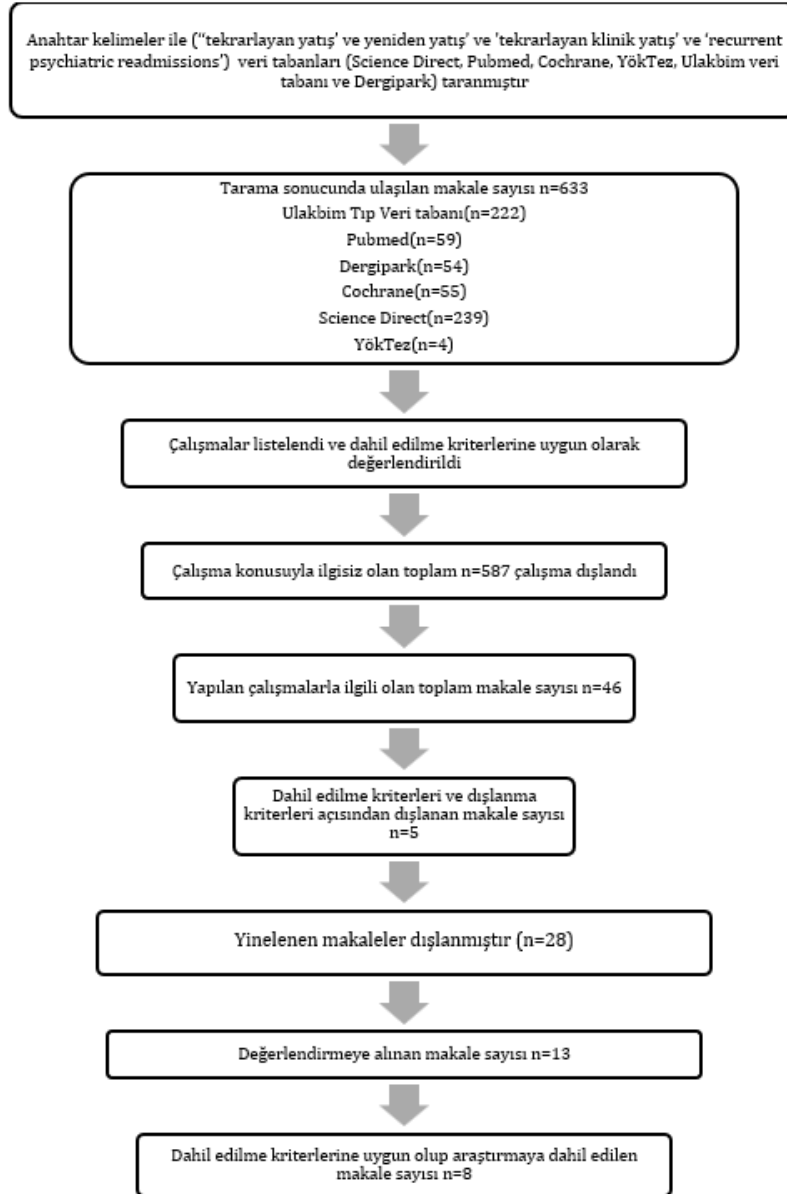 Anahtar kelimeler ile (“tekrarlayan yatış’ ve yeniden yatış’ ve 'tekrarlayan klinik yatış’ ve ‘recurrent
psychiatric readmissions’) veri tabanları (Science Direct, Pubmed, Cochrane, YökTez, Ulakbim veri
tabanı ve Dergipark) taranmıştır
Tarama sonucunda ulaşılan makale sayısı n=633
Ulakbim Tıp Veri tabanı(n=222)
Pubmed(n=59)
Dergipark(n=54)
Cochrane(n=55)
Science Direct(n=239)
YökTez(n=4)
Çalışmalar listelendi ve dahil edilme kriterlerine uygun olarak
değerlendirildi
Çalışma konusuyla ilgisiz olan toplam n=587 çalışma dışlandı
Yapılan çalışmalarla ilgili olan toplam makale sayısı n=46
Dahil edilme kriterleri ve dışlanma
kriterleri açısından dışlanan makale sayısı
n=5
Yinelenen makaleler dışlanmıştır (n=28)
Değerlendirmeye alınan makale sayısı n=13
Dahil edilme kriterlerine uygun olup araştırmaya dahil edilen
makale sayısı n=8